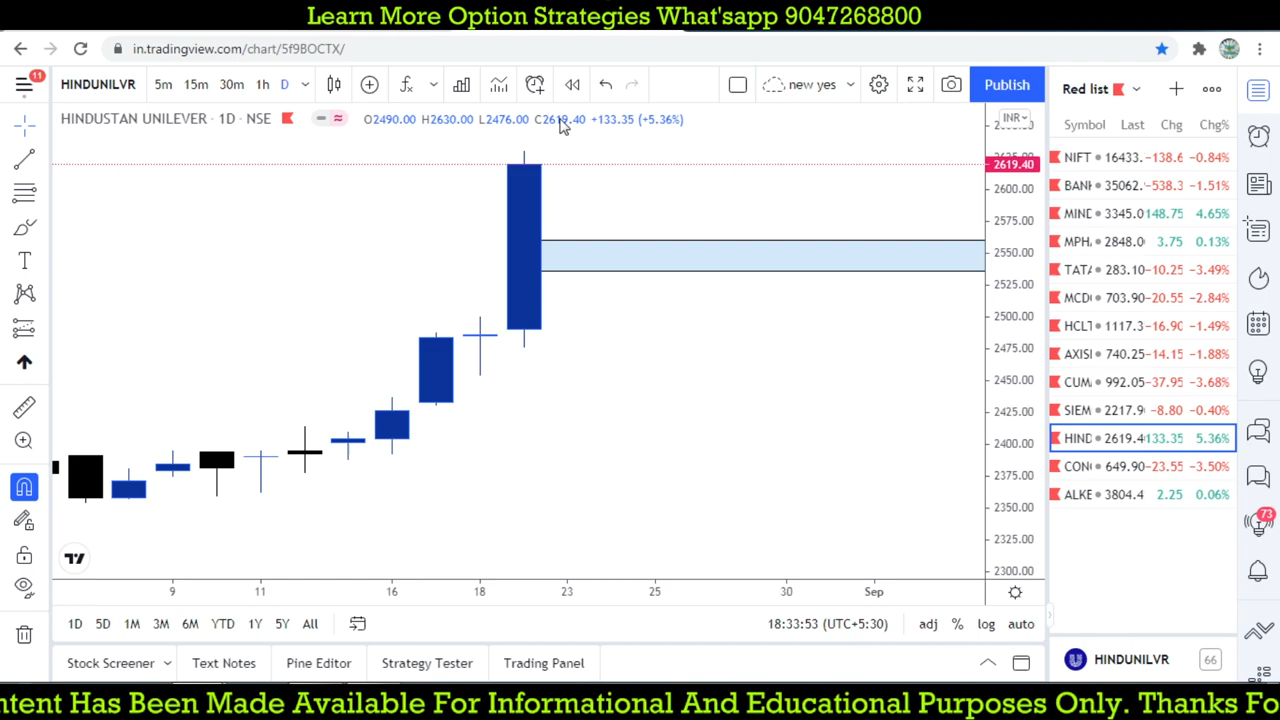 Learn More Option Strategies What'sapp 9047268800
in.tradingview.com/chart/5f9BOCTX/
11
HINDUNILVR 5m 15m 30m 1h D new yes Publish
Red list
HINDUSTAN UNILEVER · 1D · NSE O2490.00 H2630.00 L2476.00 C2619.40 +133.35 (+5.36%)
INR
Symbol Last Chg Chg%
2619.40
2600.00
2575.00
2550.00
2525.00
2500.00
2475.00
2450.00
2425.00
2400.00
2375.00
2350.00
2325.00
2300.00
NIFT 16433. -138.6 -0.84%
BANK 35062. -538.3 -1.51%
MIND 3345.0 148.75 4.65%
MPH 2848.0 3.75 0.13%
TATA 283.10 -10.25 -3.49%
MCD 703.90 -20.55 -2.84%
HCLT 1117.3 -16.90 -1.49%
AXIS 740.25 -14.15 -1.88%
CUM 992.05 -37.95 -3.68%
SIEM 2217.9 -8.80 -0.40%
HIND 2619.4 133.35 5.36%
CON 649.90 -23.55 -3.50%
ALKE 3804.4 2.25 0.06%
73
9 11 16 18 23 25 30 Sep
1D 5D 1M 3M 6M YTD 1Y 5Y All 18:33:53 (UTC+5:30) adj % log auto
Stock Screener Text Notes Pine Editor Strategy Tester Trading Panel
HINDUNILVR 66
ntent Has Been Made Available For Informational And Educational Purposes Only. Thanks Fo